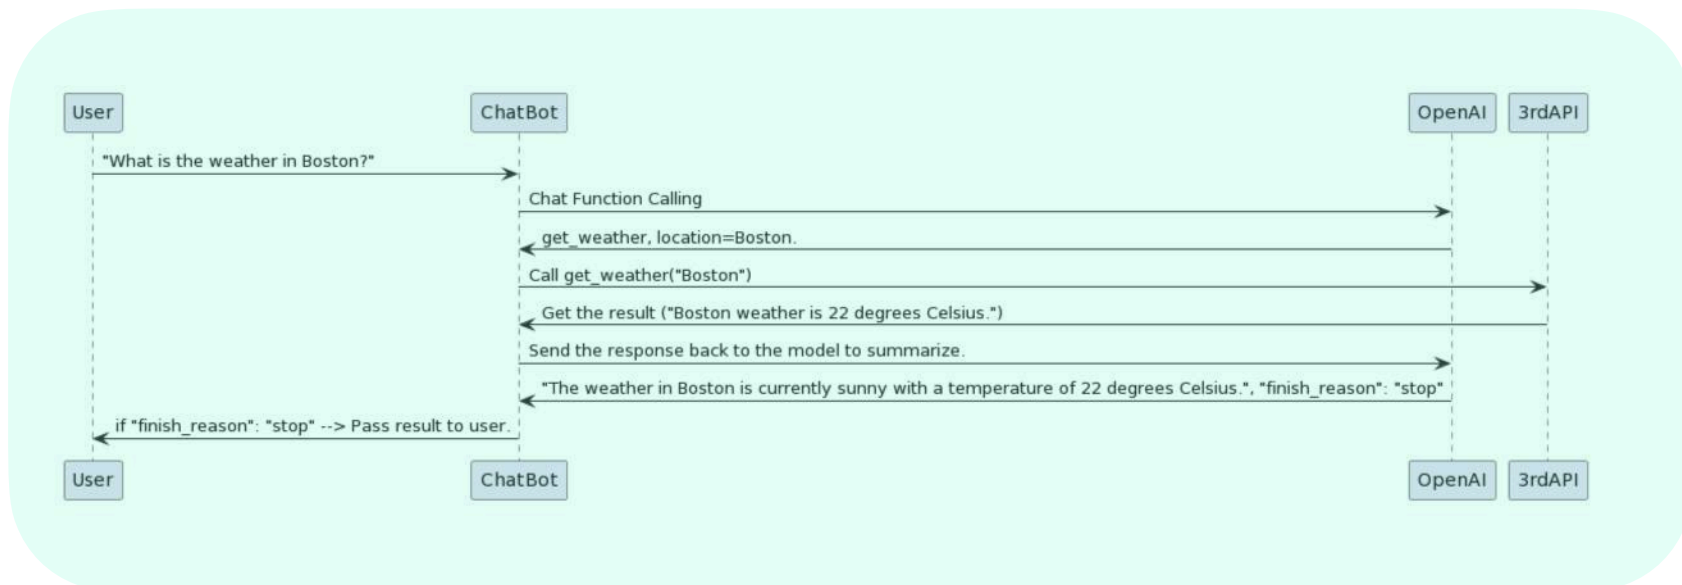 User
ChatBot
OpenAI
3rdAPI
"What is the weather in Boston?"
Chat Function Calling
get_weather, location=Boston.
Call get_weather("Boston")
Get the result ("Boston weather is 22 degrees Celsius.")
Send the response back to the model to summarize.
"The weather in Boston is currently sunny with a temperature of 22 degrees Celsius.", "finish_reason": "stop"
if "finish_reason": "stop" --> Pass result to user.
User
ChatBot
OpenAI
3rdAPI